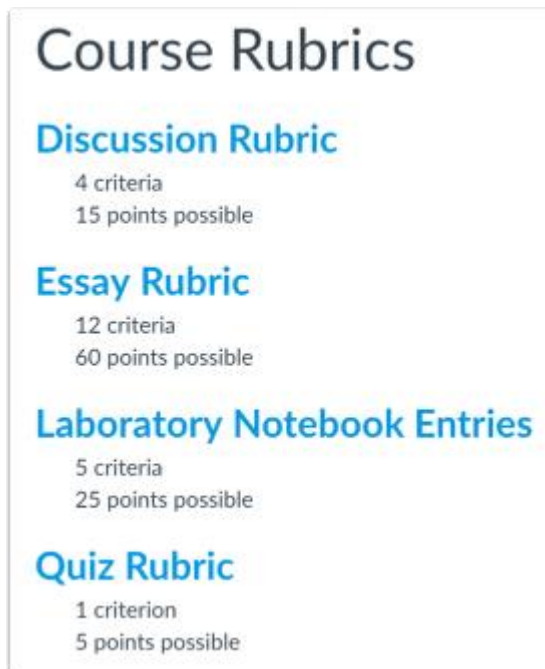 Course Rubrics
Discussion Rubric
4 criteria
15 points possible
Essay Rubric
12 criteria
60 points possible
Laboratory Notebook Entries
5 criteria
25 points possible
Quiz Rubric
1 criterion
5 points possible